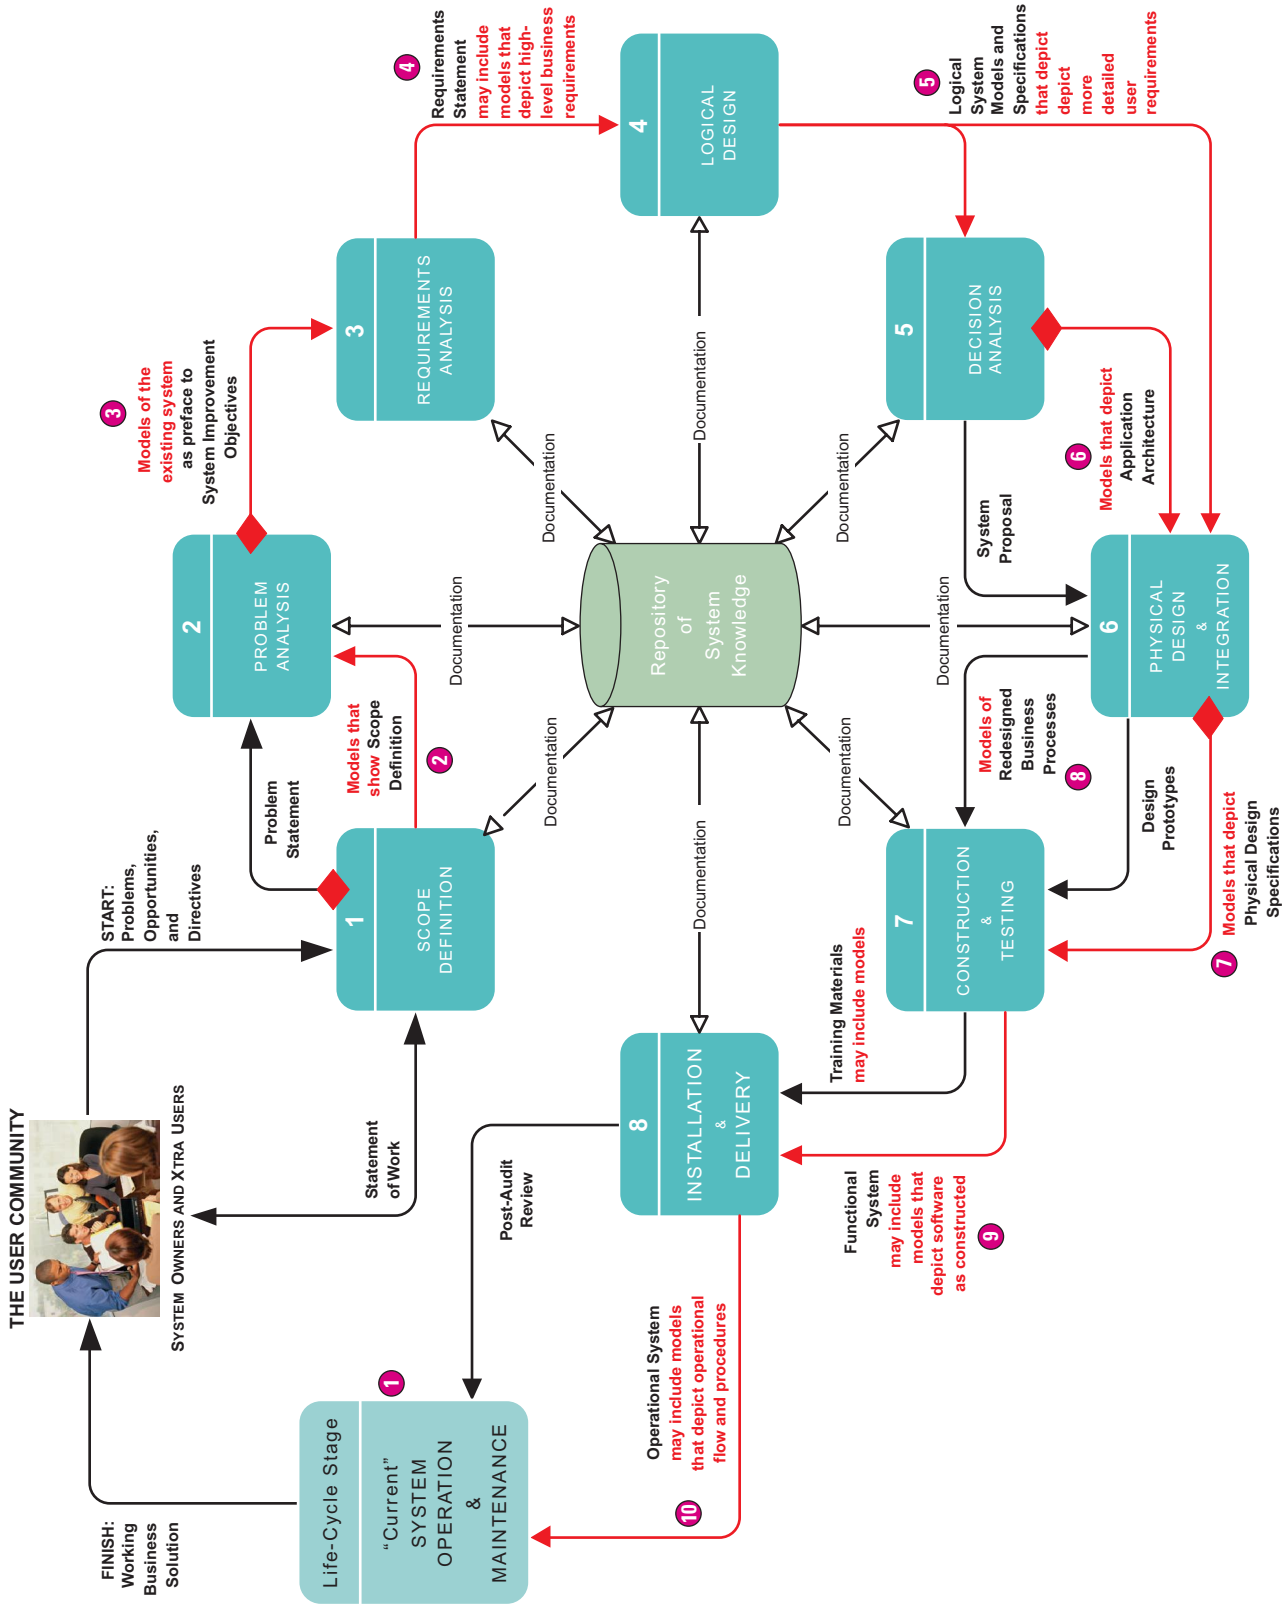 THE USER COMMUNITY
SYSTEM OWNERS AND XTRA USERS
FINISH:
Working
Business
Solution
START:
Problems,
Opportunities,
and
Directives
Statement
of Work
Life-Cycle Stage
“Current”
SYSTEM
OPERATION
&
MAINTENANCE
1
Post-Audit
Review
1
SCOPE
DEFINITION
Problem
Statement
Models that
show Scope
Definition
2
2
PROBLEM
ANALYSIS
3
Models of the
existing system
as preface to
System Improvement
Objectives
3
REQUIREMENTS
ANALYSIS
4
Requirements
Statement
may include
models that
depict high-
level business
requirements
4
LOGICAL
DESIGN
5
Logical
System
Models and
Specifications
that depict
depict
more
detailed
user
requirements
5
DECISION
ANALYSIS
System
Proposal
6
Models that depict
Application
Architecture
6
PHYSICAL
DESIGN
&
INTEGRATION
Models of
Redesigned
Business
Processes
8
Design
Prototypes
7
Models that depict
Physical Design
Specifications
7
CONSTRUCTION
&
TESTING
Training Materials
may include models
Functional
System
may include
models that
depict software
as constructed
9
8
INSTALLATION
&
DELIVERY
Operational System
may include models
that depict operational
flow and procedures
10
Repository
of
System
Knowledge
Documentation
Documentation
Documentation
Documentation
Documentation
Documentation
Documentation
Documentation